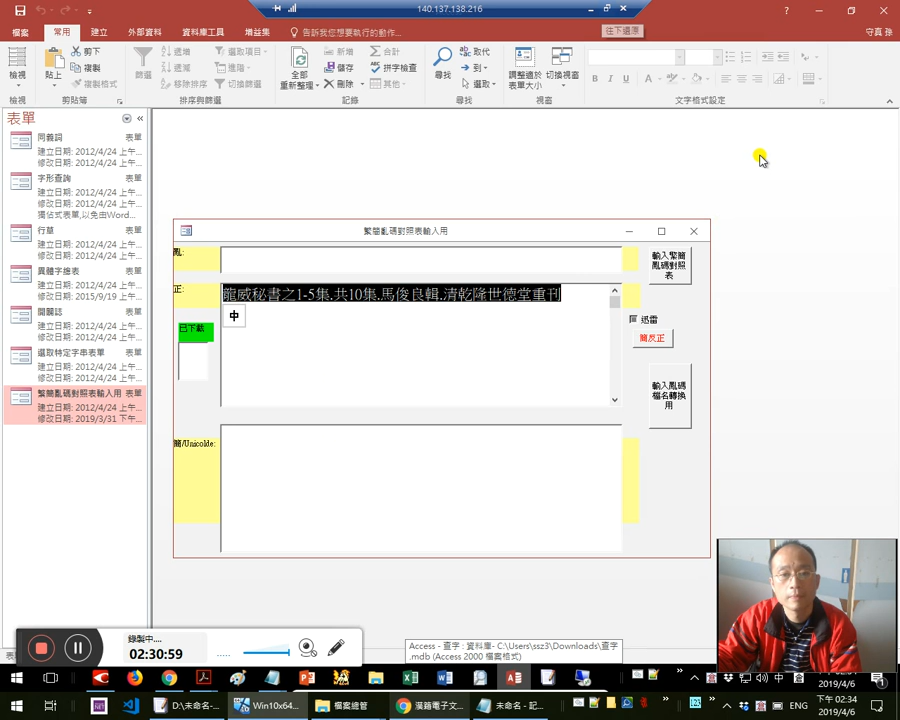 140.137.138.216
往下還原
守真 孫
檔案
常用
建立
外部資料
資料庫工具
增益集
告訴我您想要執行的動作...
檢視
貼上
剪下
複製
複製格式
篩選
遞增
遞減
移除排序
選取項目
進階
切換篩選
全部
重新整理
新增
儲存
刪除
合計
拼字檢查
其他
尋找
取代
到
選取
調整適於
表單大小
切換視窗
B I U
檢視
剪貼簿
排序與篩選
記錄
尋找
視窗
文字格式設定
表單
同義詞 表單
建立日期: 2012/4/24 上午...
修改日期: 2012/4/24 上午...
字形查詢 表單
建立日期: 2012/4/24 上午...
修改日期: 2012/4/24 上午...
獨佔式表單,以免由Word...
行草 表單
建立日期: 2012/4/24 上午...
修改日期: 2012/4/24 上午...
異體字總表 表單
建立日期: 2012/4/24 上午...
修改日期: 2015/9/19 上午...
開關誌 表單
建立日期: 2012/4/24 上午...
修改日期: 2012/4/24 上午...
選取特定字串表單 表單
建立日期: 2012/4/24 上午...
修改日期: 2012/4/24 上午...
繁簡亂碼對照表輸入用 表單
建立日期: 2012/4/24 上午...
修改日期: 2019/3/31 下午...
繁簡亂碼對照表輸入用
亂:
輸入繁簡
亂碼對照
表
正:
龍威秘書之1-5集.共10集.馬俊良輯.清乾隆世德堂重刊
中
已下載
迅雷
簡反正
輸入亂碼
檔名轉換
用
簡/Unicolde:
錄製中....
02:30:59
Access - 查字 : 資料庫- C:\Users\ssz3\Downloads\查字
.mdb (Access 2000 檔案格式)
中
2019/4/6
D:\未命名-...
Win10x64...
檔案總管
漢籍電子文...
未命名 - 記...
ENG
下午 02:34
2019/4/6